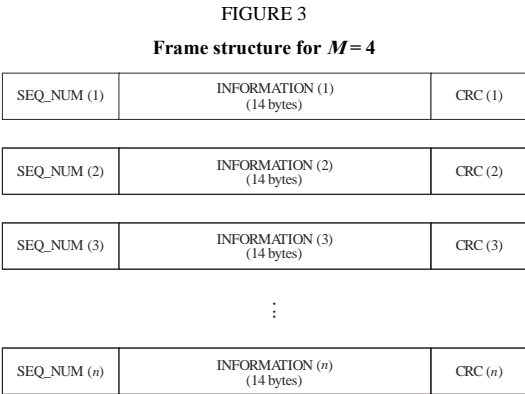 FIGURE 3
Frame structure for M = 4
SEQ_NUM (1) INFORMATION (1) (14 bytes) CRC (1)
SEQ_NUM (2) INFORMATION (2) (14 bytes) CRC (2)
SEQ_NUM (3) INFORMATION (3) (14 bytes) CRC (3)
⋮
SEQ_NUM (n) INFORMATION (n) (14 bytes) CRC (n)